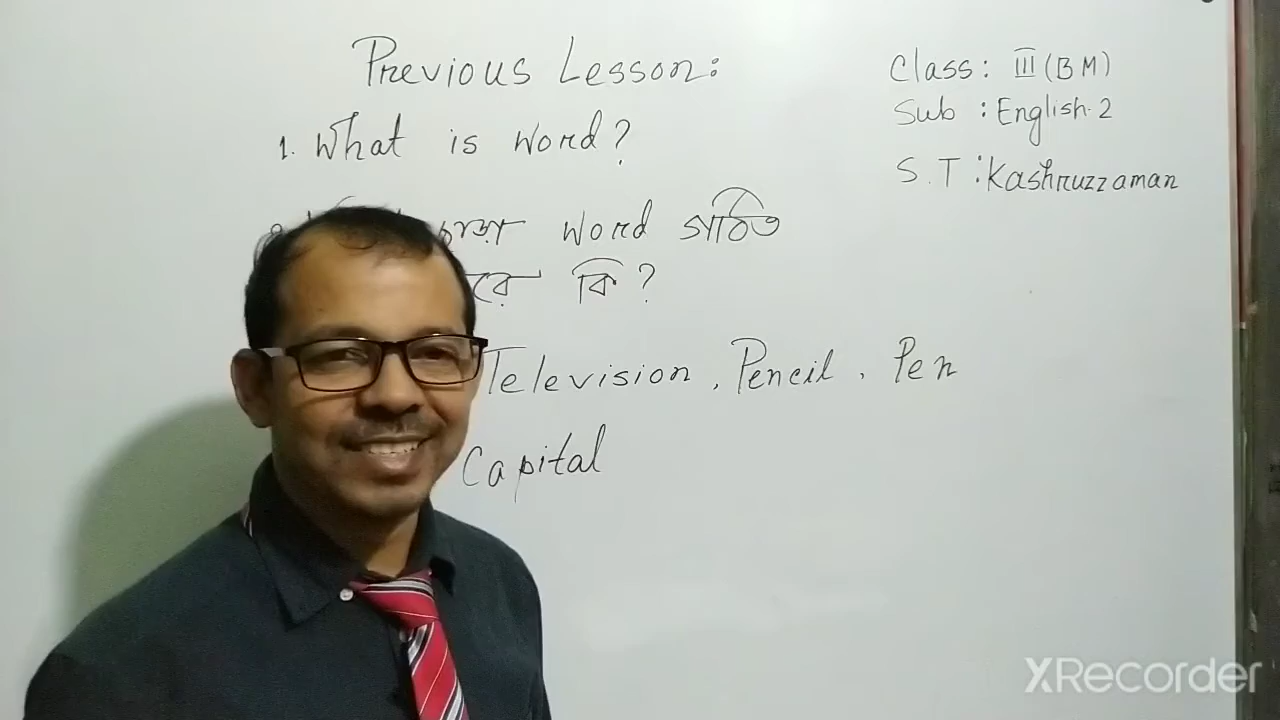 Previous Lesson:
1. What is word?
word গঠিত
কি?
Television, Pencil, Pen
Capital
Class: III (BM)
Sub : English-2
S.T : Kashruzzaman
XRecorder